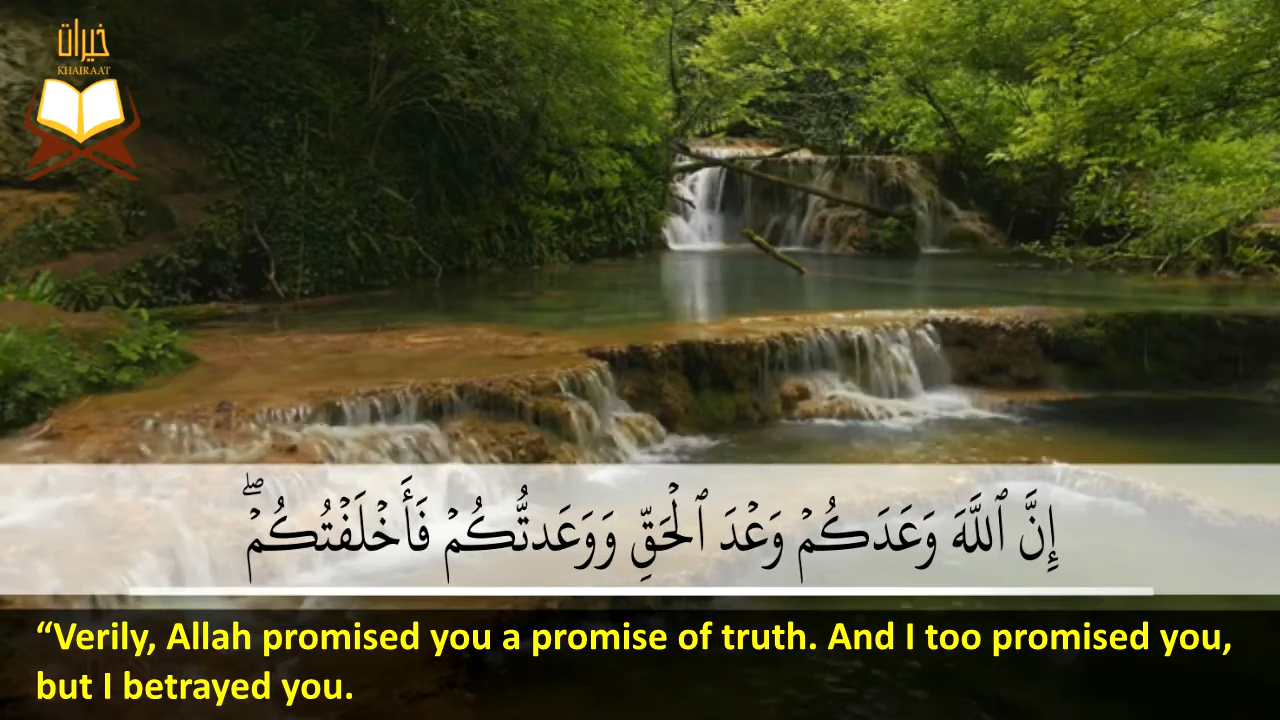 خيرات
KHAIRAAT
إِنَّ ٱللَّهَ وَعَدَكُمْ وَعْدَ ٱلْحَقِّ وَوَعَدتُّكُمْ فَأَخْلَفْتُكُمْ ۖ
“Verily, Allah promised you a promise of truth. And I too promised you,
but I betrayed you.